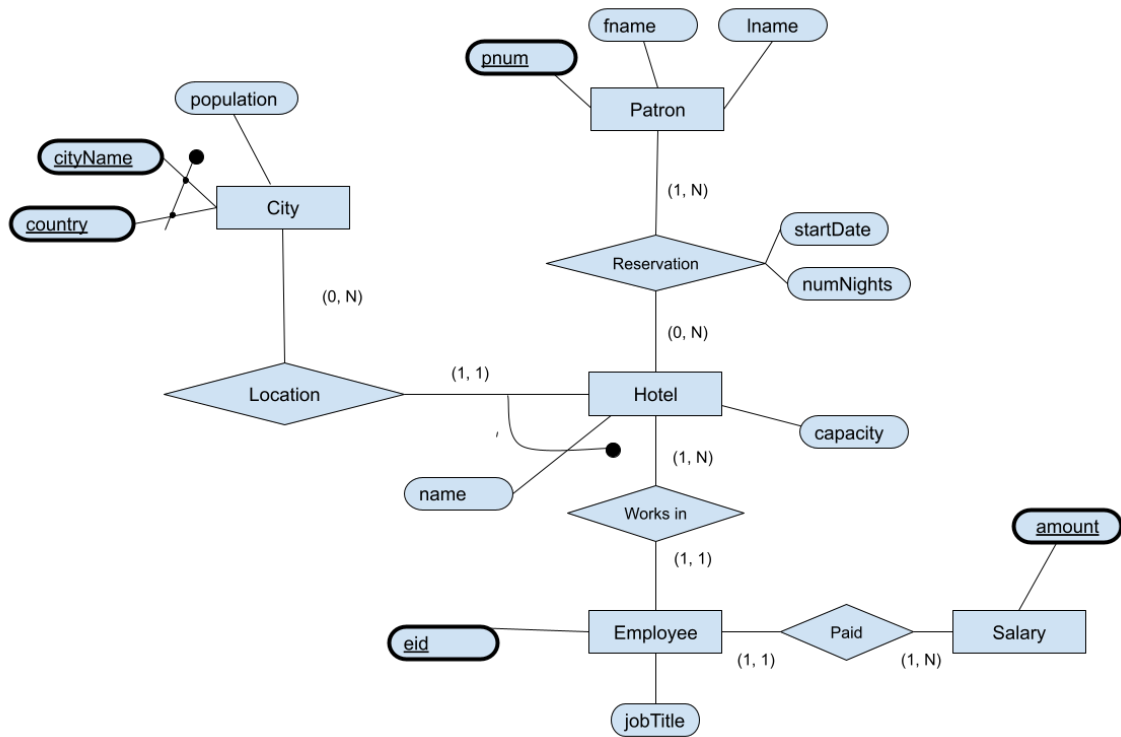 fname
lname
pnum
Patron
population
cityName
City
country
(1, N)
startDate
Reservation
numNights
(0, N)
(0, N)
(1, 1)
Location
Hotel
capacity
(1, N)
name
Works in
amount
(1, 1)
Employee
Paid
Salary
eid
(1, 1)
(1, N)
jobTitle